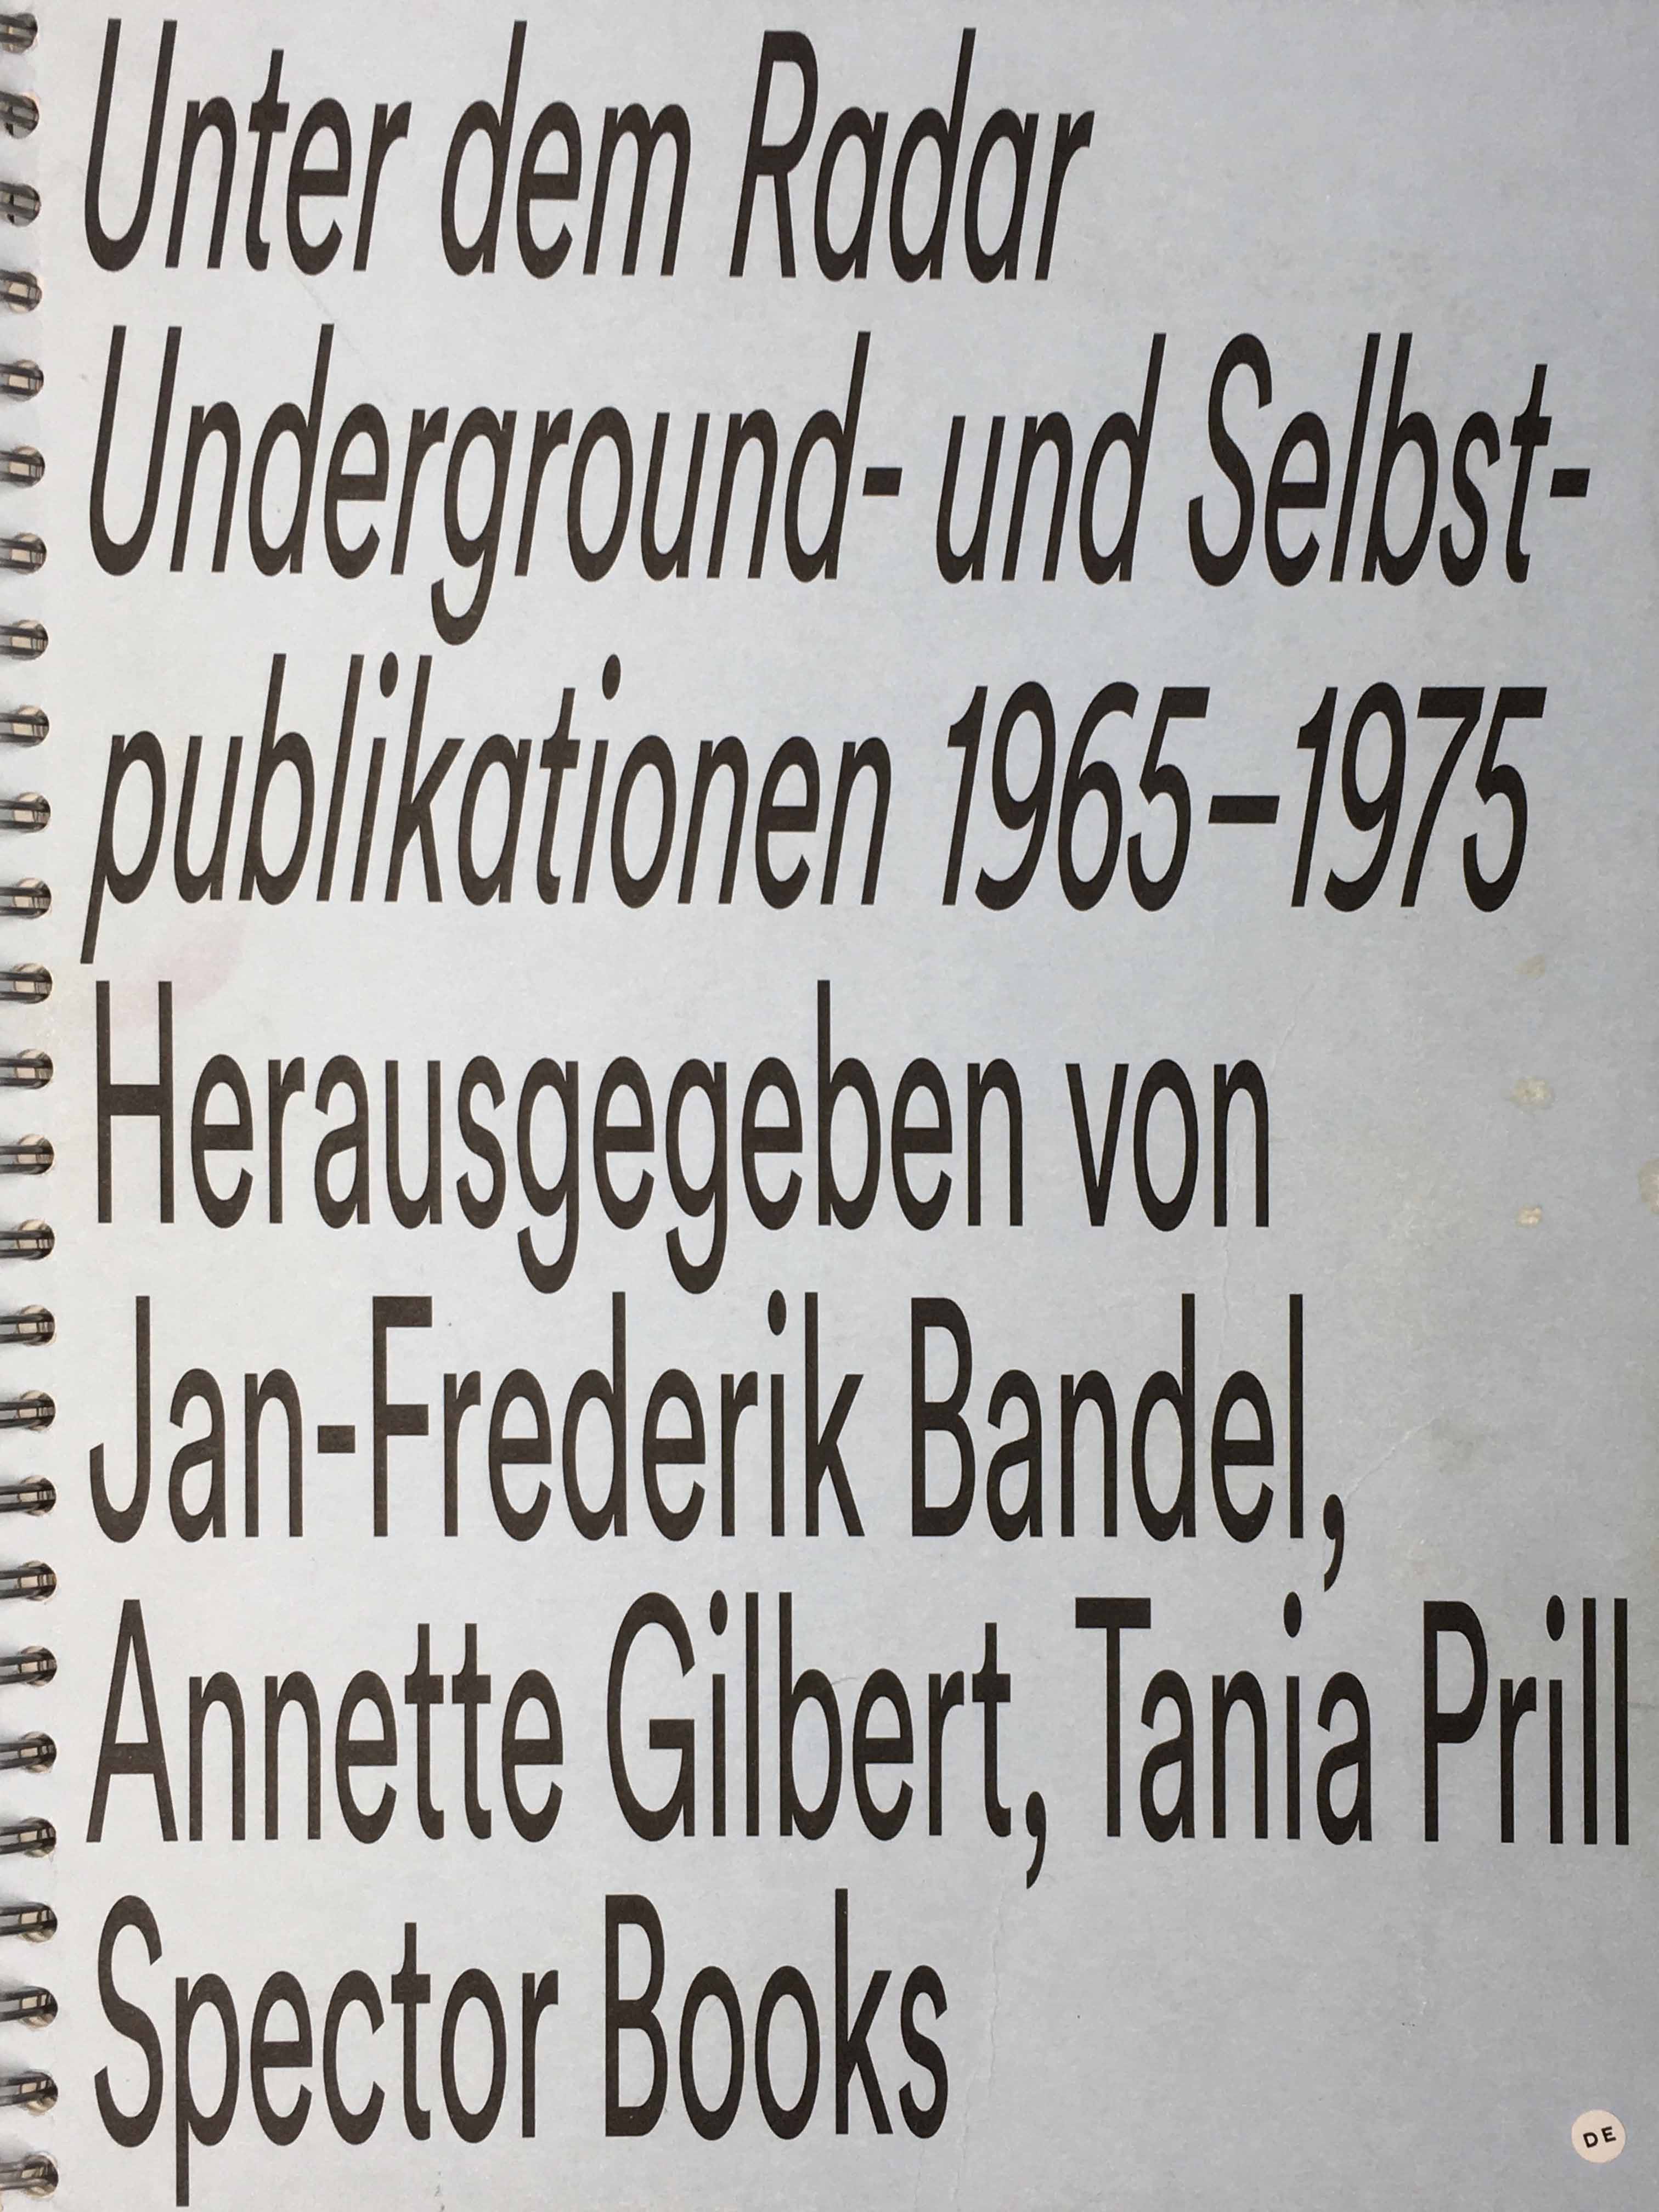 Unter dem Radar
Underground- und Selbst-
publikationen 1965–1975
Herausgegeben von
Jan-Frederik Bandel,
Annette Gilbert, Tania Prill
Spector Books
DE